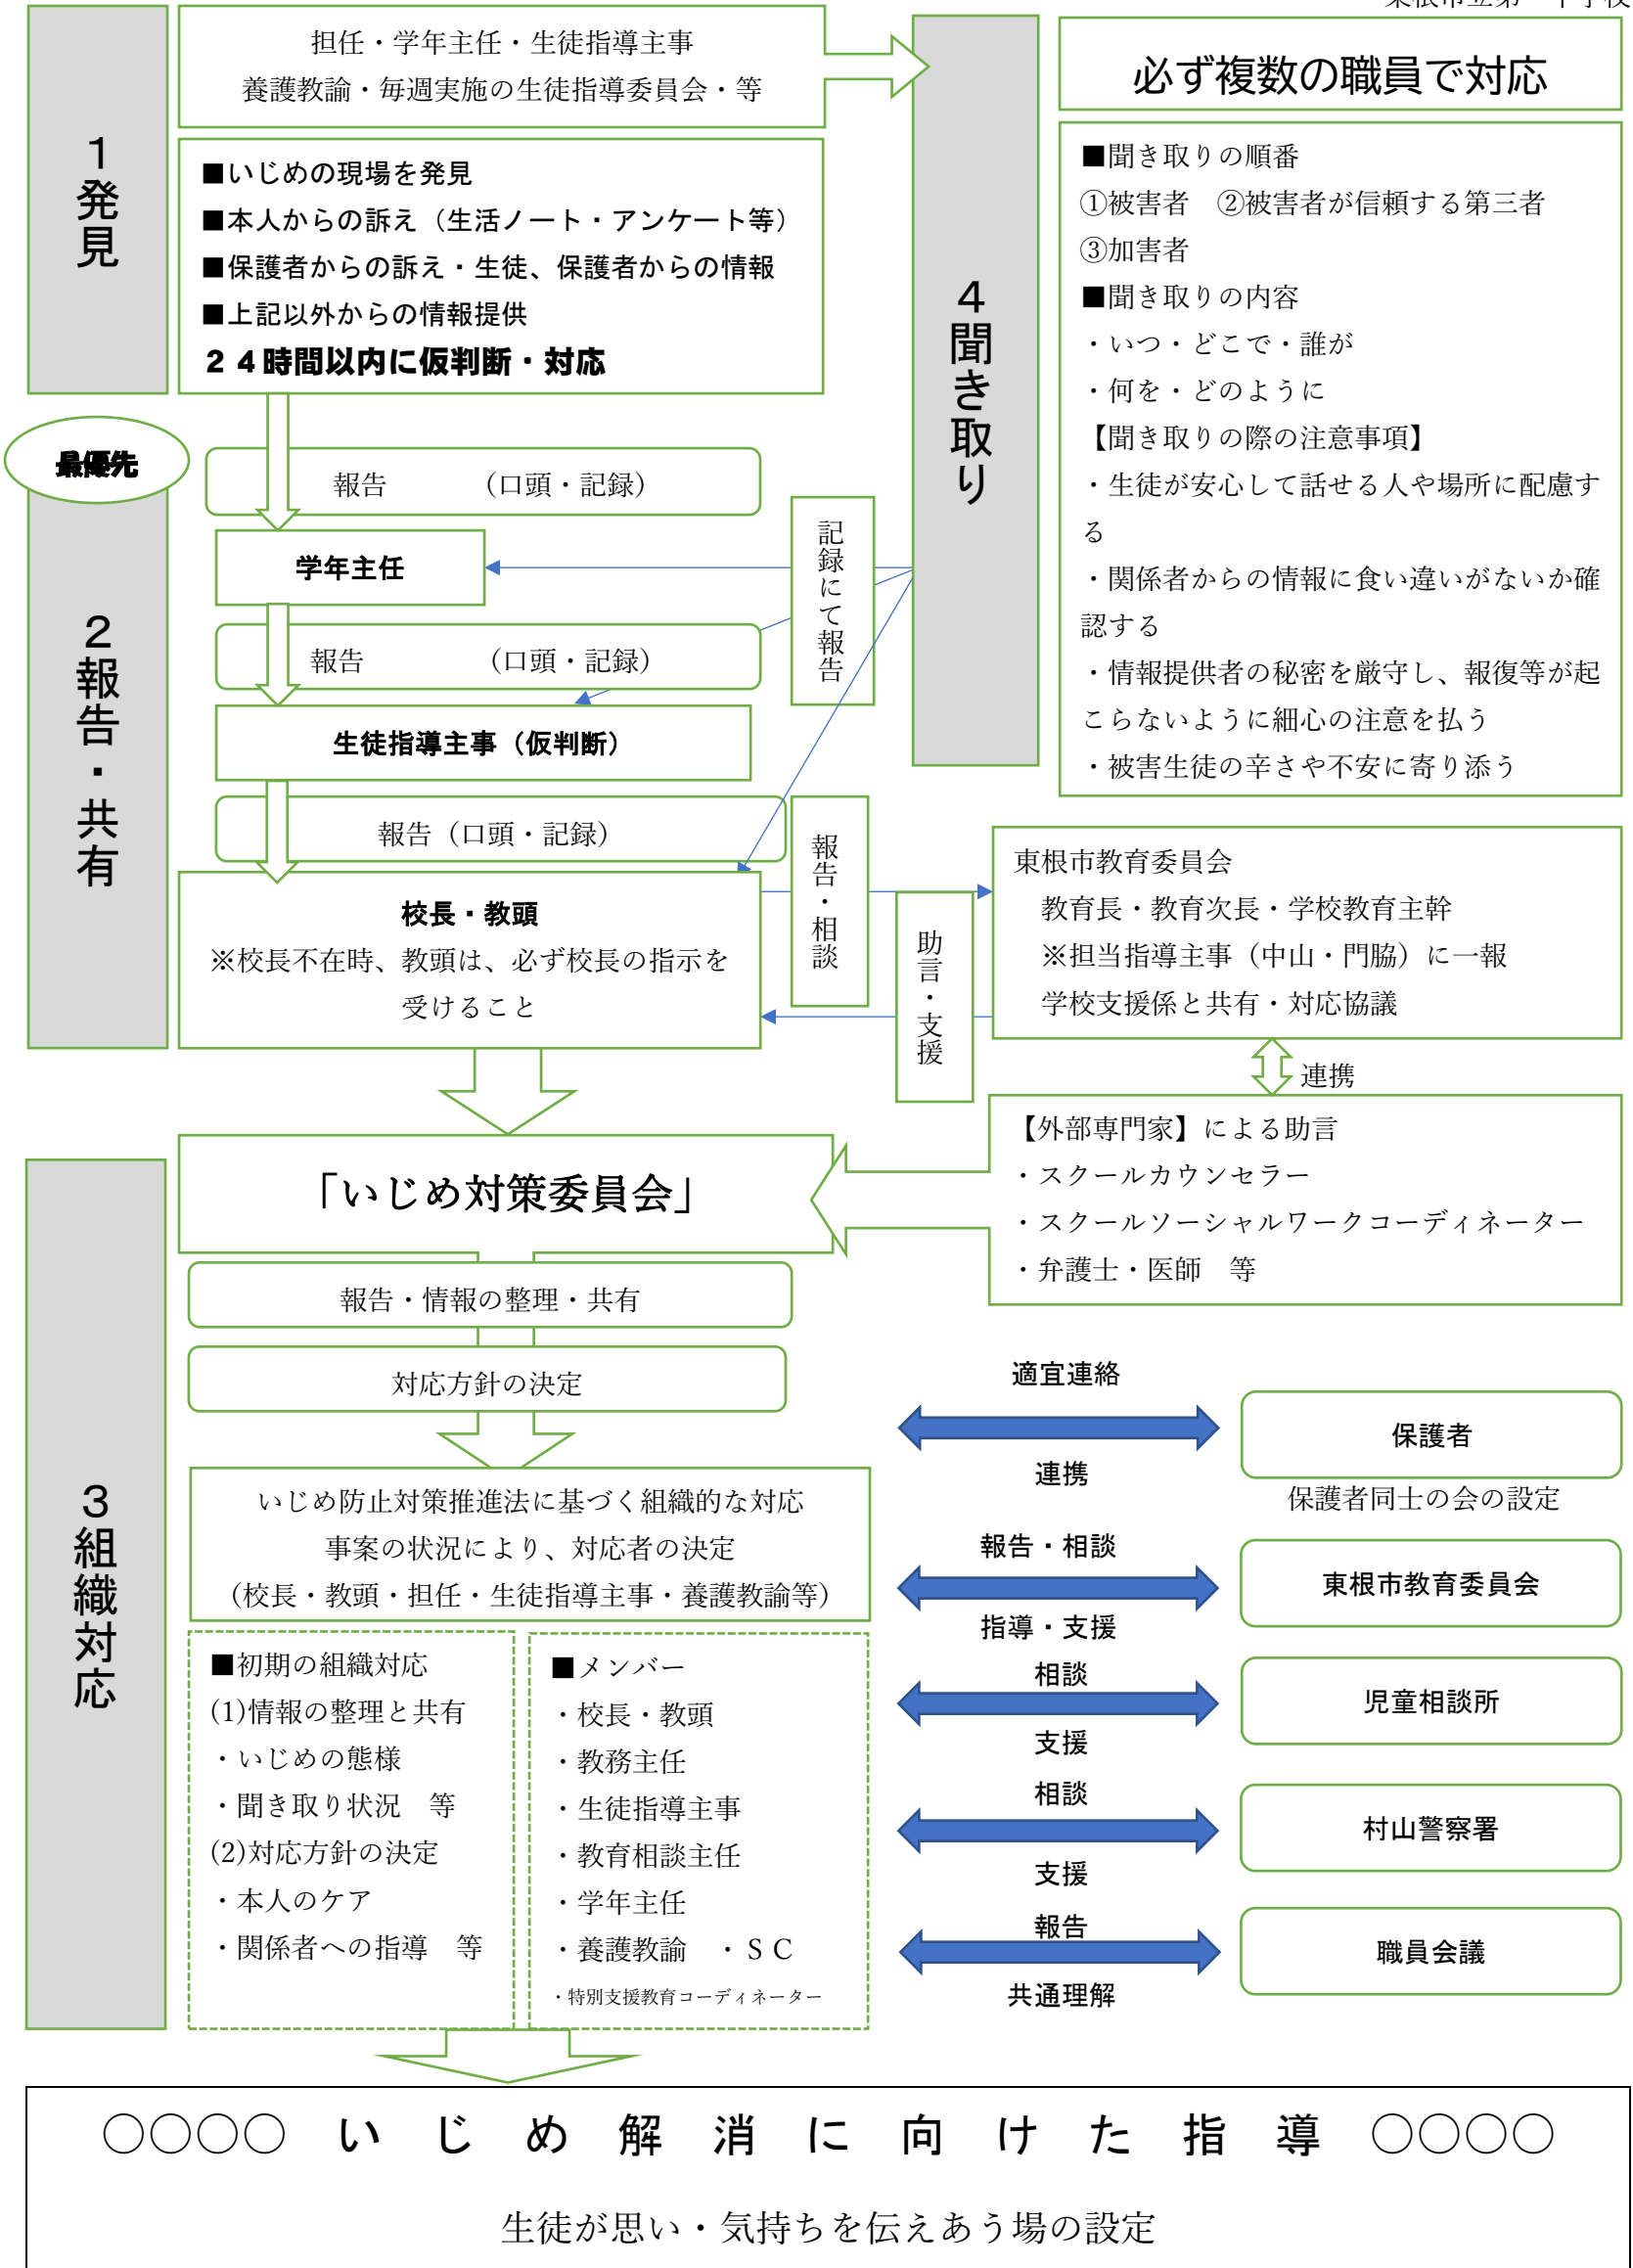 担任・学年主任・生徒指導主事
養護教諭・毎週実施の生徒指導委員会・等
１発見
■いじめの現場を発見
■本人からの訴え（生活ノート・アンケート等）
■保護者からの訴え・生徒、保護者からの情報
■上記以外からの情報提供
２４時間以内に仮判断・対応
４聞き取り
必ず複数の職員で対応
■聞き取りの順番
①被害者　②被害者が信頼する第三者
③加害者
■聞き取りの内容
・いつ・どこで・誰が
・何を・どのように
【聞き取りの際の注意事項】
・生徒が安心して話せる人や場所に配慮す
る
・関係者からの情報に食い違いがないか確
認する
・情報提供者の秘密を厳守し、報復等が起
こらないように細心の注意を払う
・被害生徒の辛さや不安に寄り添う
最優先
２報告・共有
報告　（口頭・記録）
学年主任
報告　（口頭・記録）
記録にて報告
生徒指導主事（仮判断）
報告（口頭・記録）
校長・教頭
※校長不在時、教頭は、必ず校長の指示を
受けること
報告・相談
助言・支援
東根市教育委員会
教育長・教育次長・学校教育主幹
※担当指導主事（中山・門脇）に一報
学校支援係と共有・対応協議
連携
【外部専門家】による助言
・スクールカウンセラー
・スクールソーシャルワークコーディネーター
・弁護士・医師　等
３組織対応
「いじめ対策委員会」
報告・情報の整理・共有
対応方針の決定
いじめ防止対策推進法に基づく組織的な対応
事案の状況により、対応者の決定
（校長・教頭・担任・生徒指導主事・養護教諭等）
■初期の組織対応
(1)情報の整理と共有
・いじめの態様
・聞き取り状況　等
(2)対応方針の決定
・本人のケア
・関係者への指導　等
■メンバー
・校長・教頭
・教務主任
・生徒指導主事
・教育相談主任
・学年主任
・養護教諭　・ＳＣ
・特別支援教育コーディネーター
適宜連絡
連携
保護者
保護者同士の会の設定
報告・相談
指導・支援
東根市教育委員会
相談
支援
児童相談所
相談
支援
村山警察署
報告
共通理解
職員会議
○○○○　い　じ　め　解　消　に　向　け　た　指　導　○○○○
生徒が思い・気持ちを伝えあう場の設定